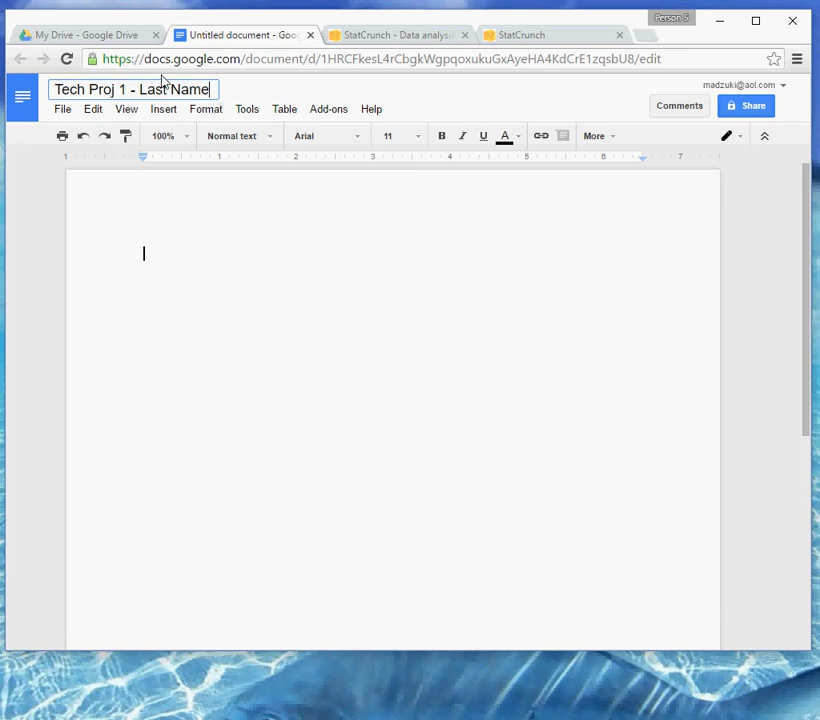 Person 5
My Drive - Google Drive
Untitled document - Goo
StatCrunch - Data analysis
StatCrunch
https://docs.google.com/document/d/1HRCFkesL4rCbgkWgpqoxukuGxAyeHA4KdCrE1zqsbU8/edit
Tech Proj 1 - Last Name
madzuki@aol.com
File Edit View Insert Format Tools Table Add-ons Help
Comments
Share
100% Normal text Arial 11 B I U A More
1 1 2 3 4 5 6 7